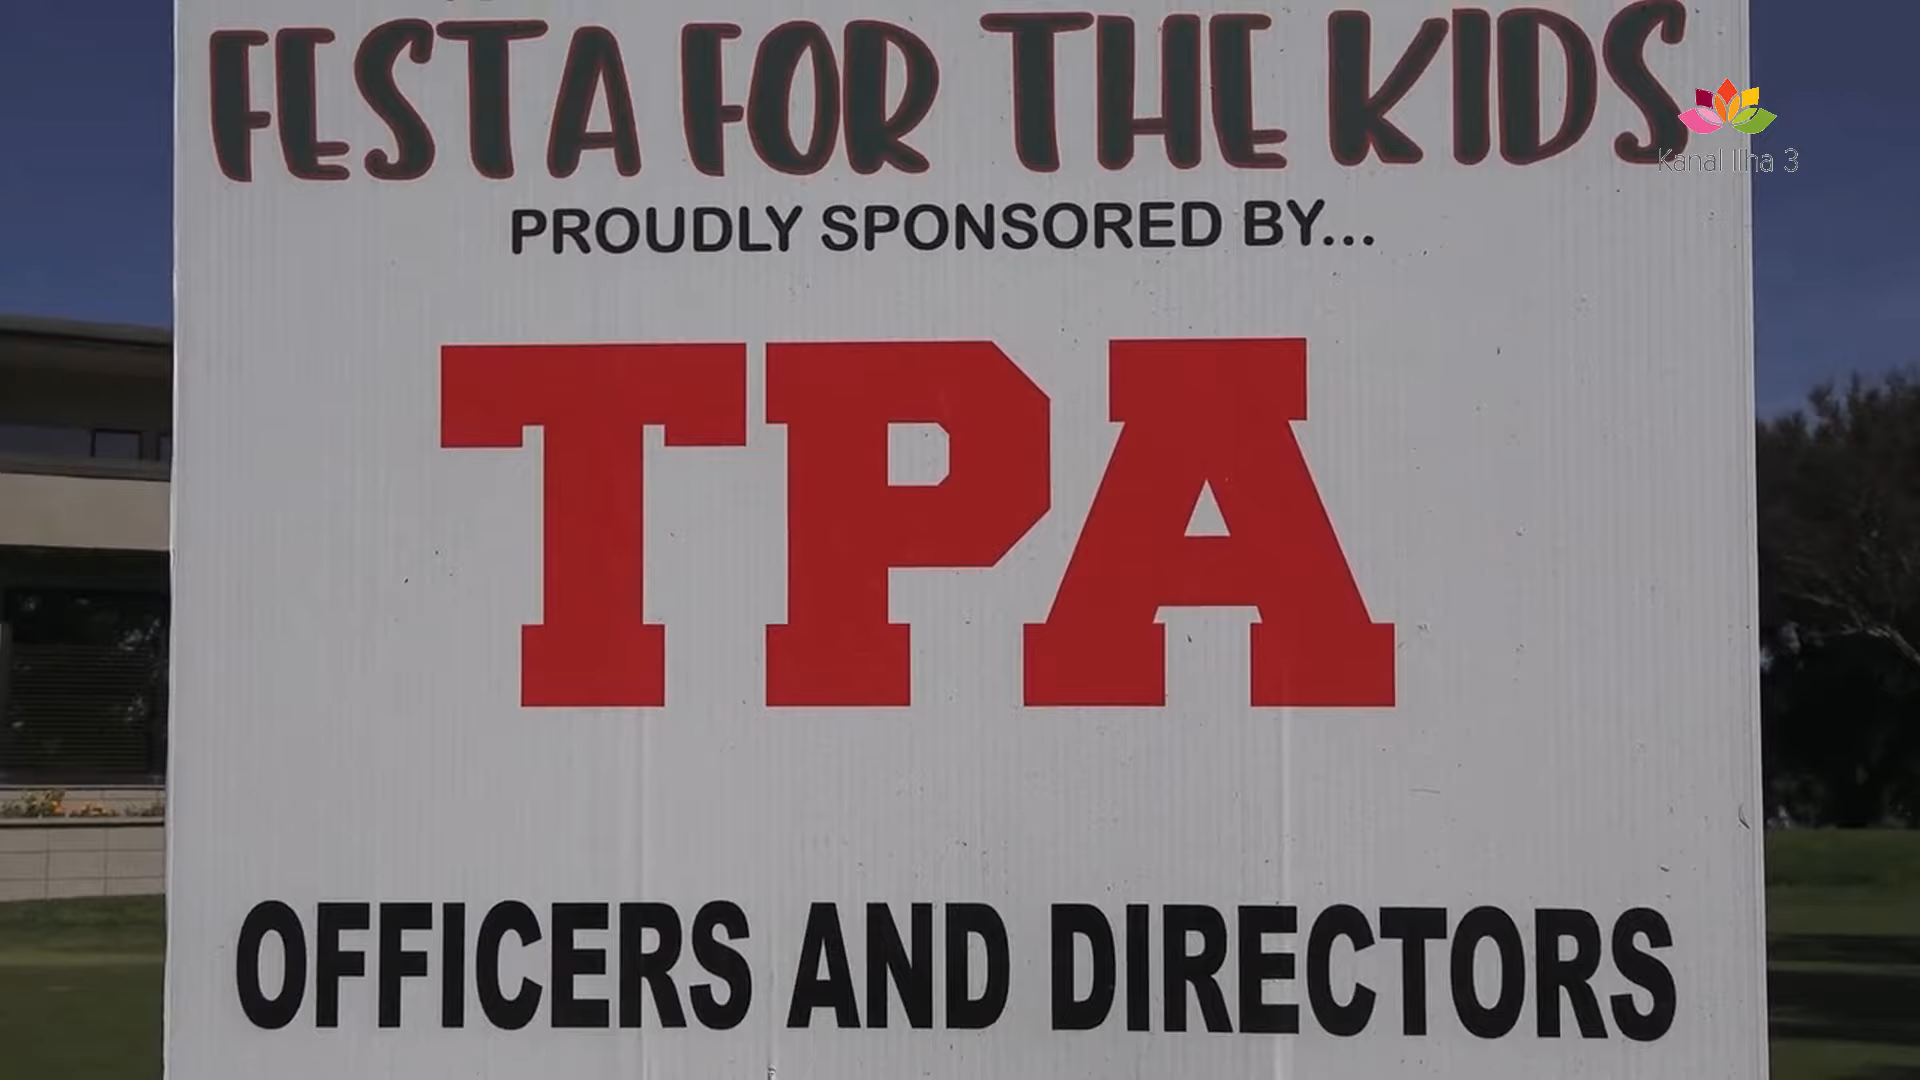 FESTA FOR THE KIDS
Kanal Ilha 3
PROUDLY SPONSORED BY...
TPA
OFFICERS AND DIRECTORS